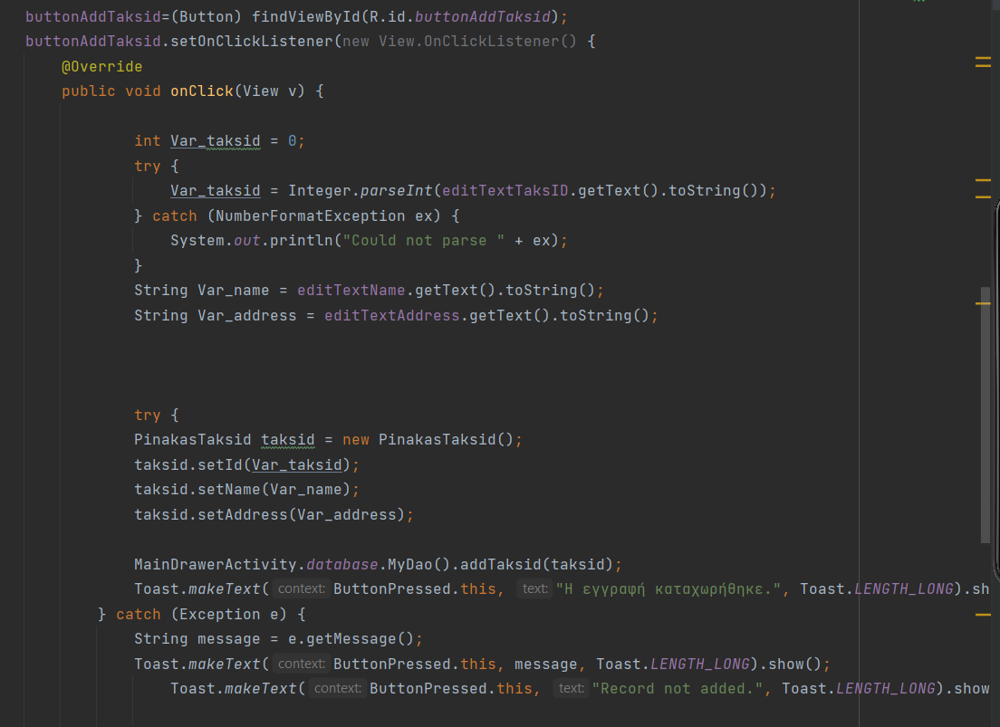 buttonAddTaksid=(Button) findViewById(R.id.buttonAddTaksid);
buttonAddTaksid.setOnClickListener(new View.OnClickListener() {
@Override
public void onClick(View v) {
int Var_taksid = 0;
try {
Var_taksid = Integer.parseInt(editTextTaksID.getText().toString());
} catch (NumberFormatException ex) {
System.out.println("Could not parse " + ex);
}
String Var_name = editTextName.getText().toString();
String Var_address = editTextAddress.getText().toString();
try {
PinakasTaksid taksid = new PinakasTaksid();
taksid.setId(Var_taksid);
taksid.setName(Var_name);
taksid.setAddress(Var_address);
MainDrawerActivity.database.MyDao().addTaksid(taksid);
Toast.makeText( context: ButtonPressed.this, text: "Η εγγραφή καταχωρήθηκε.", Toast.LENGTH_LONG).sh
} catch (Exception e) {
String message = e.getMessage();
Toast.makeText( context: ButtonPressed.this, message, Toast.LENGTH_LONG).show();
Toast.makeText( context: ButtonPressed.this, text: "Record not added.", Toast.LENGTH_LONG).show